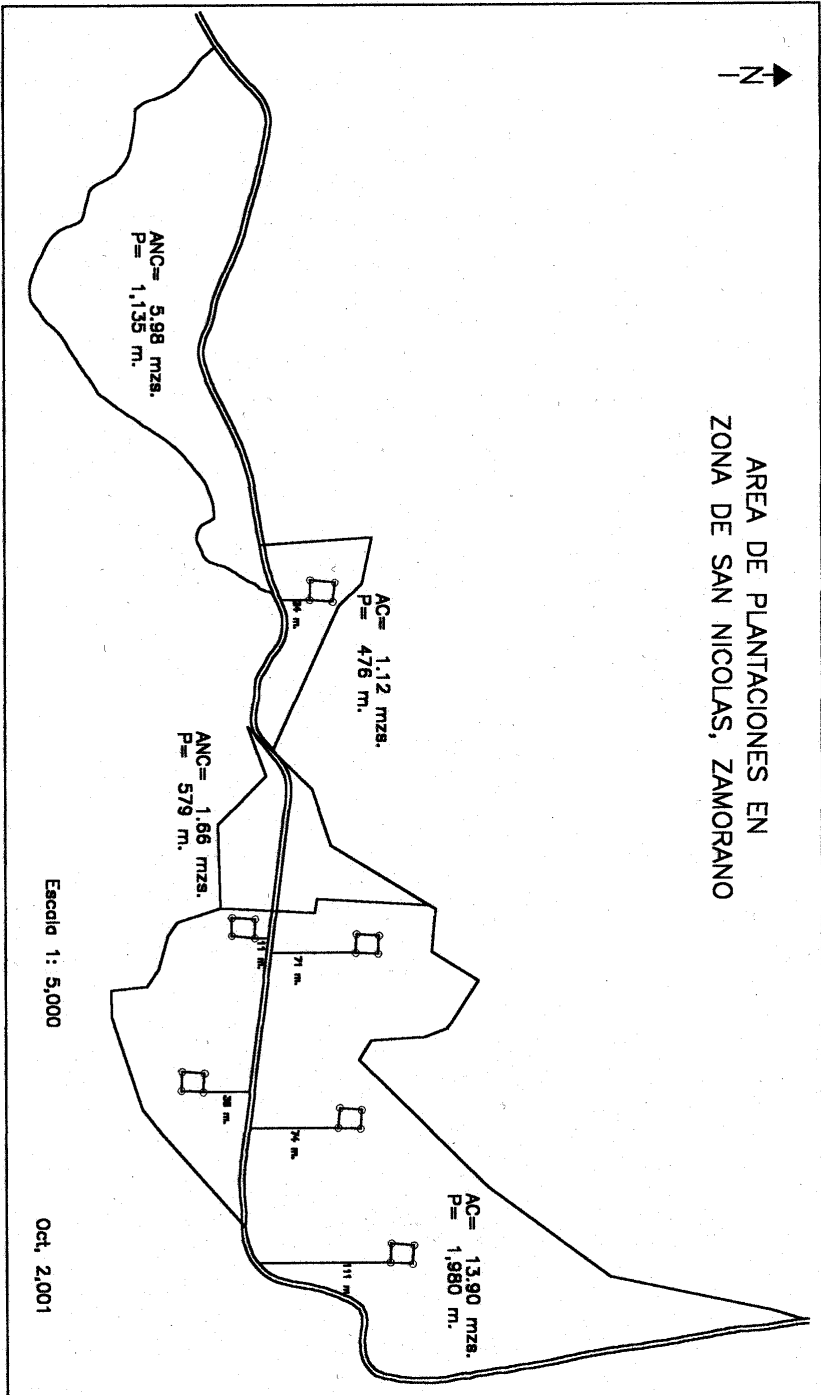 N
AREA DE PLANTACIONES EN
ZONA DE SAN NICOLAS, ZAMORANO
ANC= 5.98 mzs.
P= 1,135 m.
AC= 1.12 mzs.
P= 476 m.
ANC= 1.66 mzs.
P= 579 m.
11 m.
71 m.
74 m.
111 m.
AC= 13.90 mzs.
P= 1,980 m.
Escala 1: 5,000
Oct, 2,001